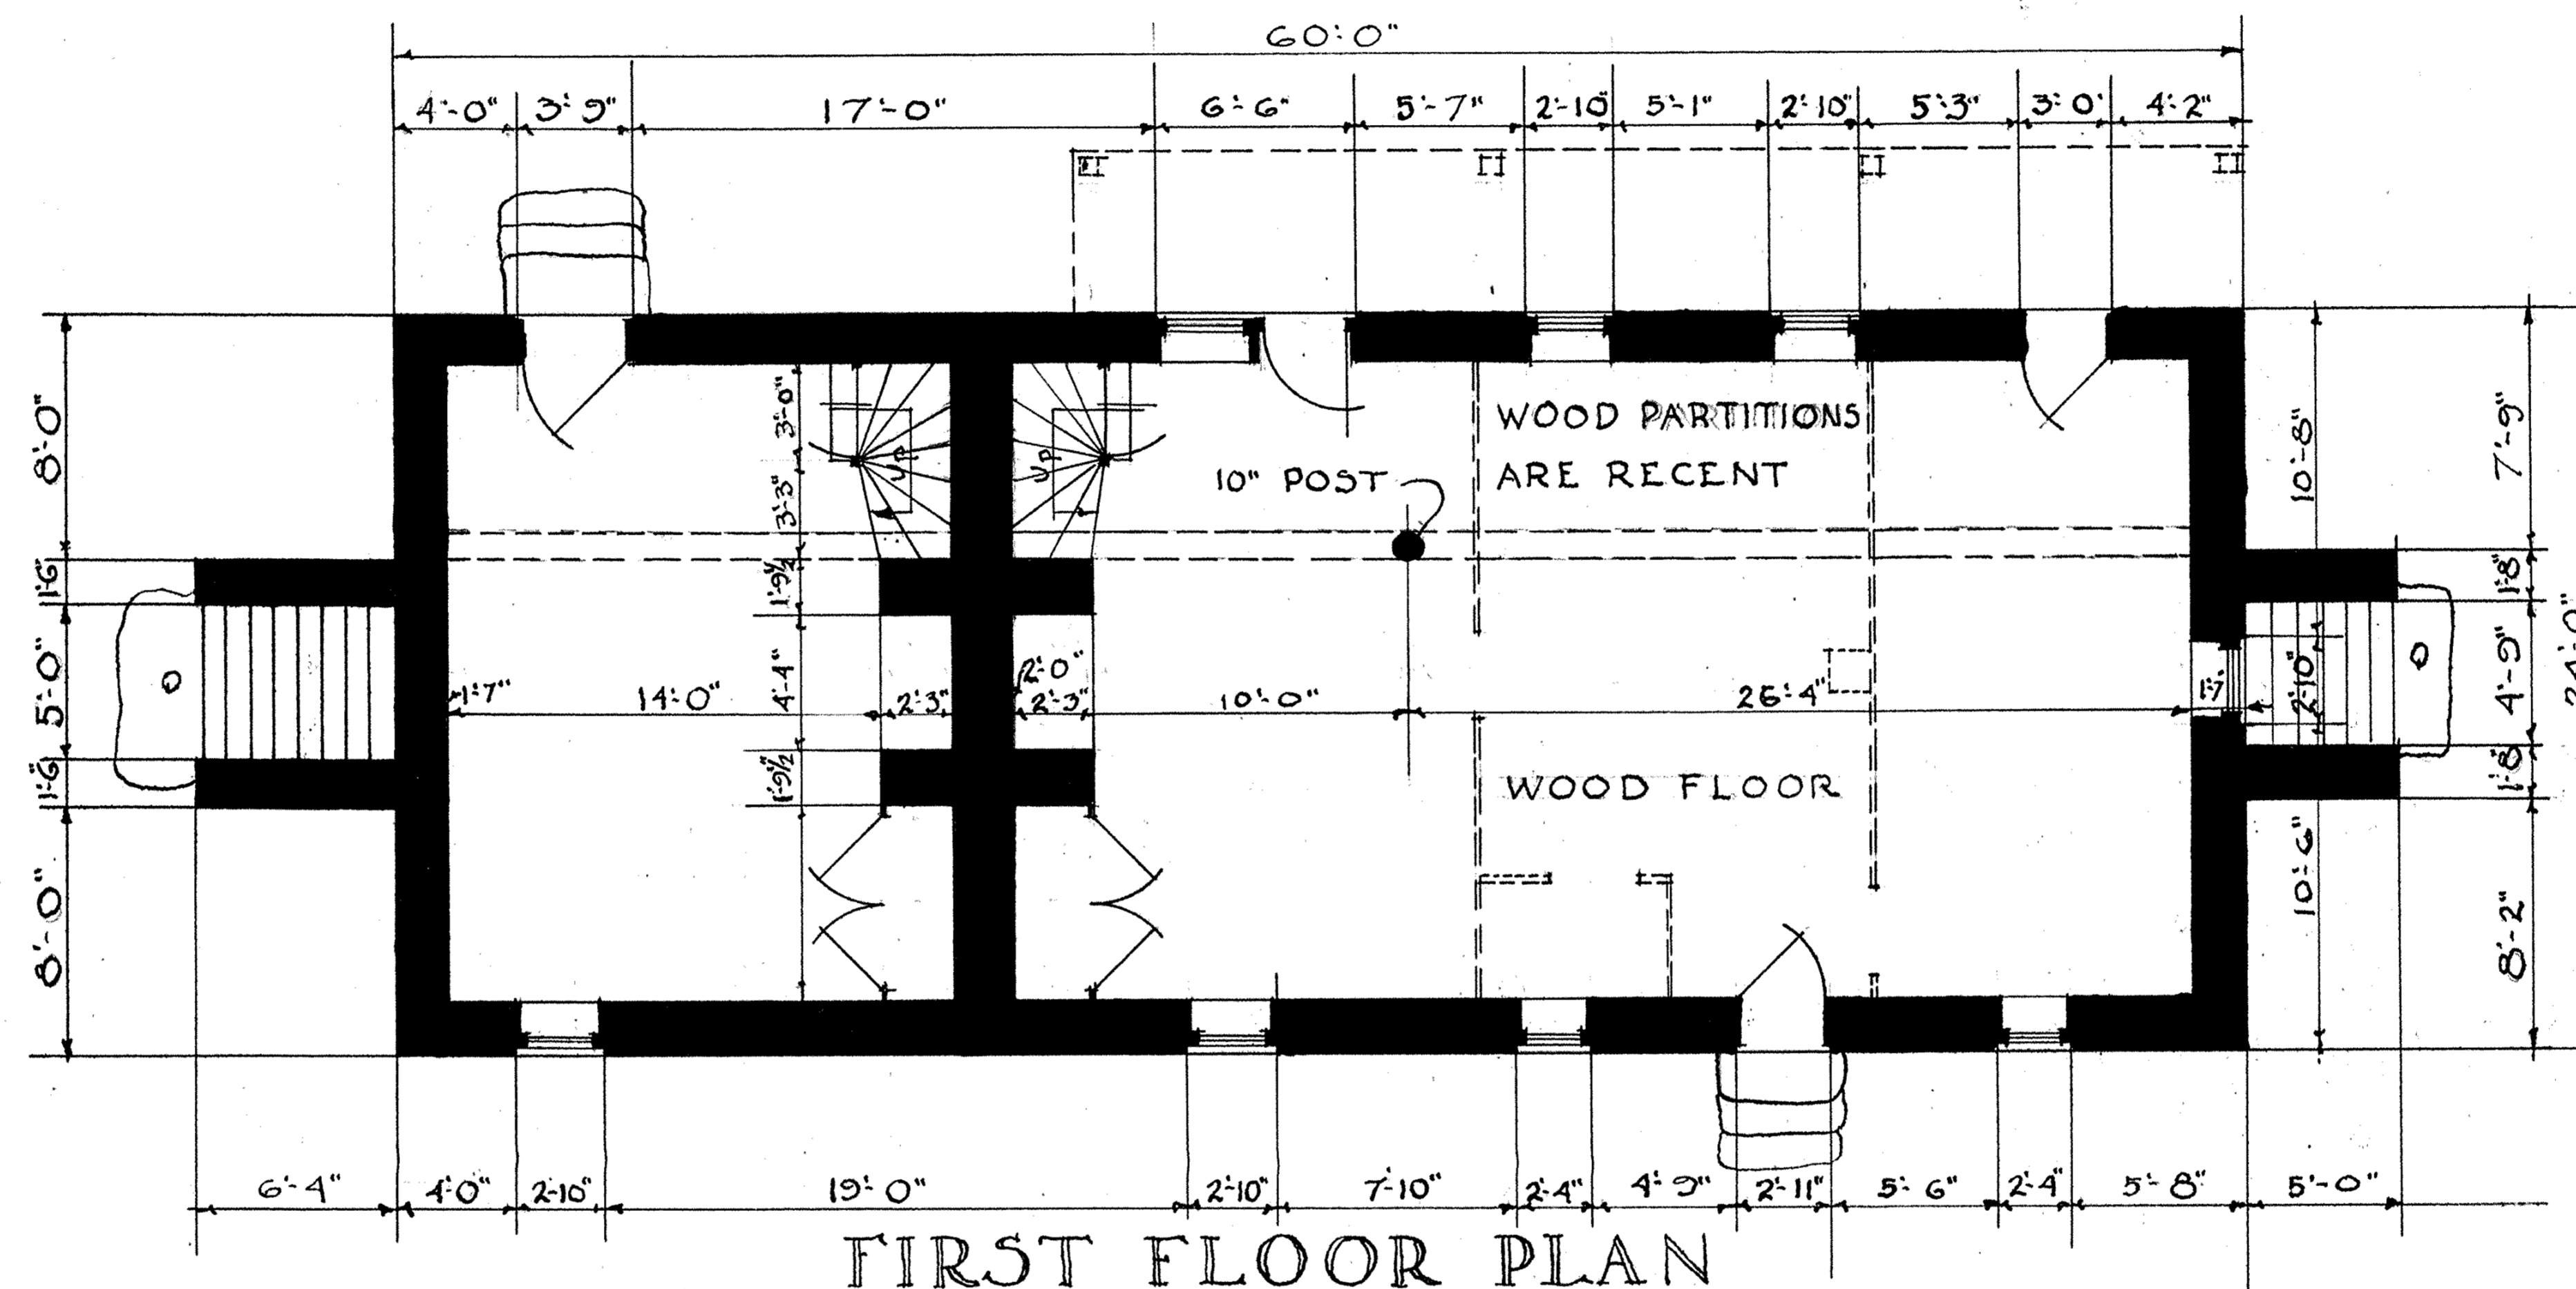 60'-0"
4'-0" 3'-9" 17'-0" 6'-6" 5'-7" 2'-10" 5'-1" 2'-10" 5'-3" 3'-0" 4'-2"
8'-0"
1'-6"
5'-0"
1'-6"
8'-0"
3'-0"
3'-3"
1'-9½"
4'-4"
1'-9½"
UP UP
10" POST
WOOD PARTITIONS
ARE RECENT
1'-7" 14'-0" 2'-3" 2'-0" 2'-3" 10'-0" 26'-4" 1'-7"
WOOD FLOOR
10'-8"
2'-10"
10'-6"
7'-9"
1'-8"
4'-9"
1'-8"
8'-2"
6'-4" 4'-0" 2'-10" 19'-0" 2'-10" 7'-10" 2'-4" 4'-9" 2'-11" 5'-6" 2'-4" 5'-8" 5'-0"
FIRST FLOOR PLAN